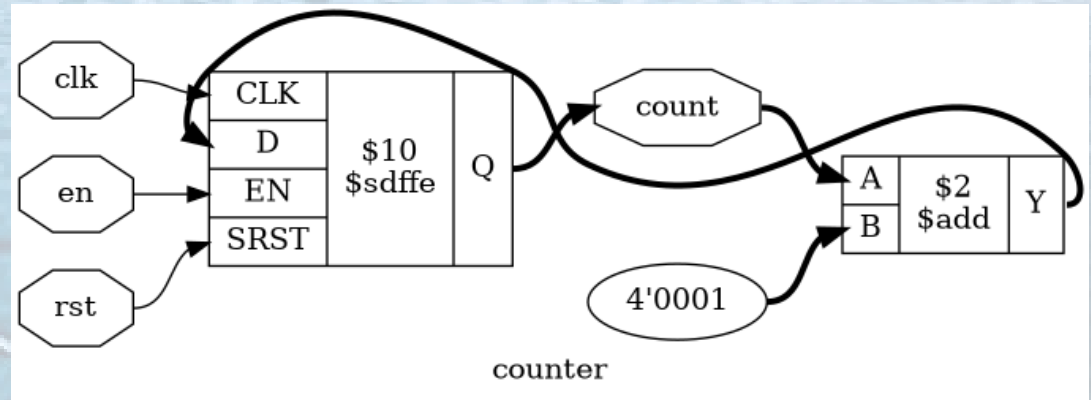 clk
en
rst
CLK
D
EN
SRST
$10
$sdffe
Q
count
4'0001
A
B
$2
$add
Y
counter